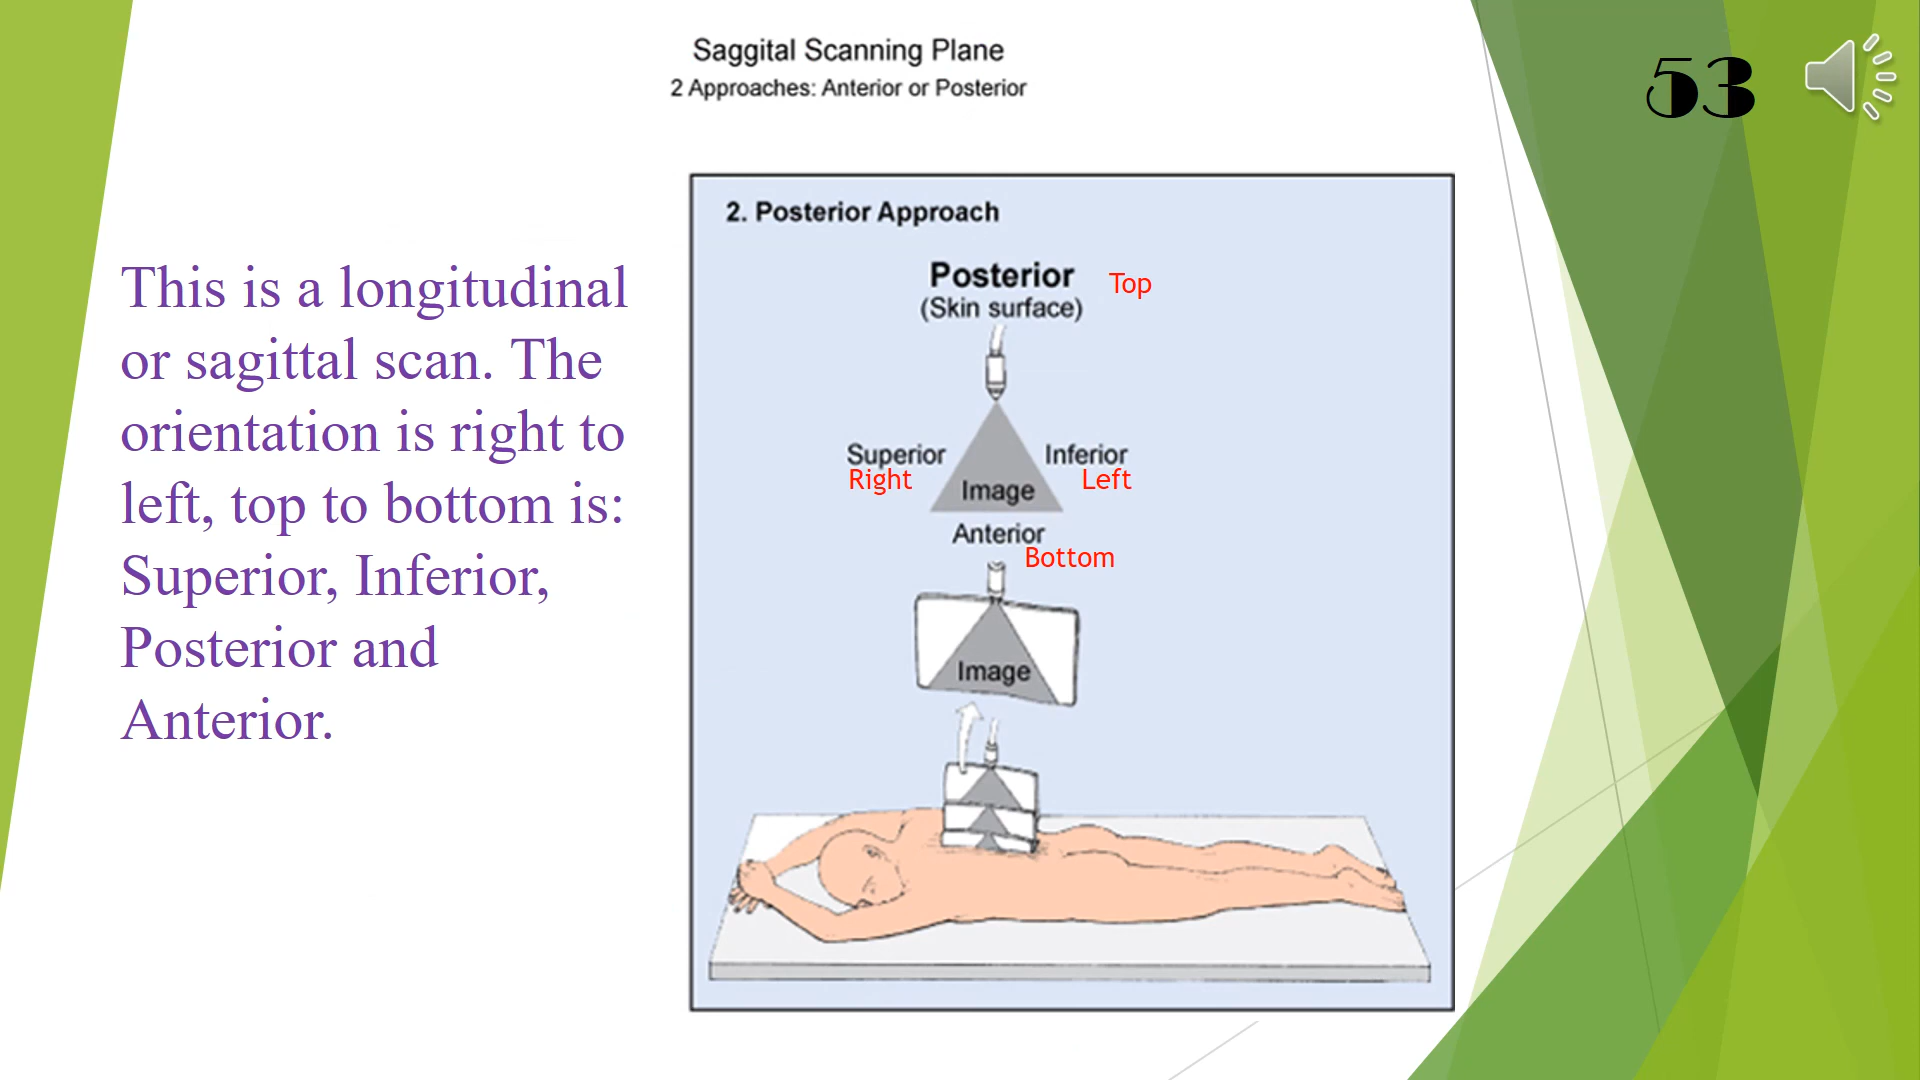 Saggital Scanning Plane
2 Approaches: Anterior or Posterior
53
This is a longitudinal
or sagittal scan. The
orientation is right to
left, top to bottom is:
Superior, Inferior,
Posterior and
Anterior.
2. Posterior Approach
Posterior Top
(Skin surface)
Superior Inferior
Right Left
Image
Anterior
Bottom
Image